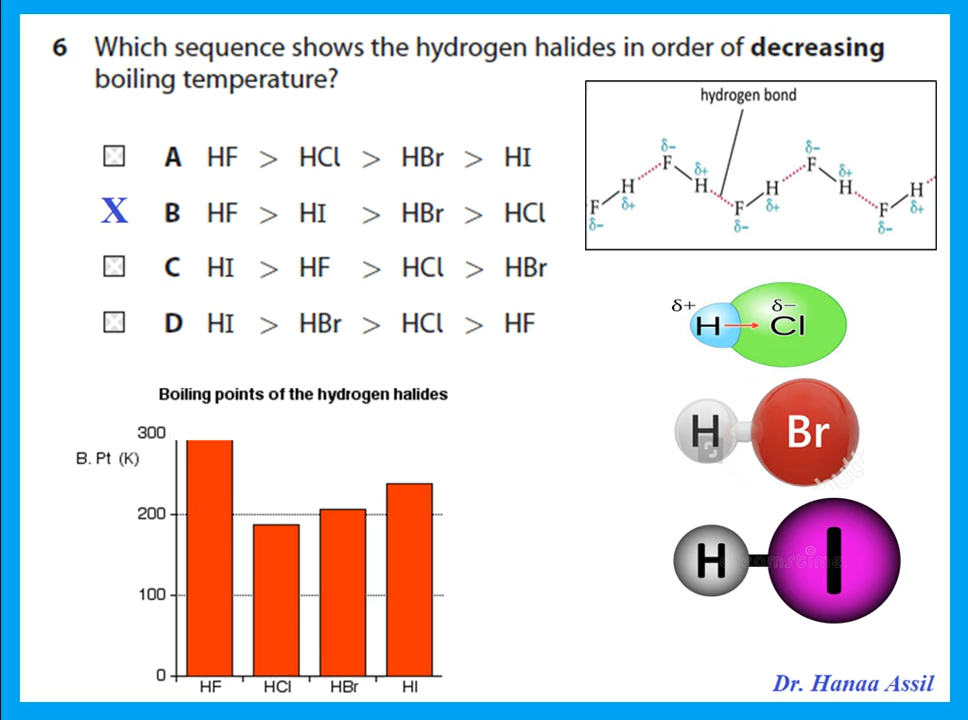 6 Which sequence shows the hydrogen halides in order of decreasing
boiling temperature?
A HF > HCl > HBr > HI
X B HF > HI > HBr > HCl
C HI > HF > HCl > HBr
D HI > HBr > HCl > HF
hydrogen bond
δ− δ−
F δ+ F δ+
H H H H H
F δ+ F δ+ F δ+
δ− δ− δ−
δ+ δ−
H Cl
H Br
H I
Boiling points of the hydrogen halides
300
B. Pt (K)
200
100
0
HF HCl HBr HI
Dr. Hanaa Assil